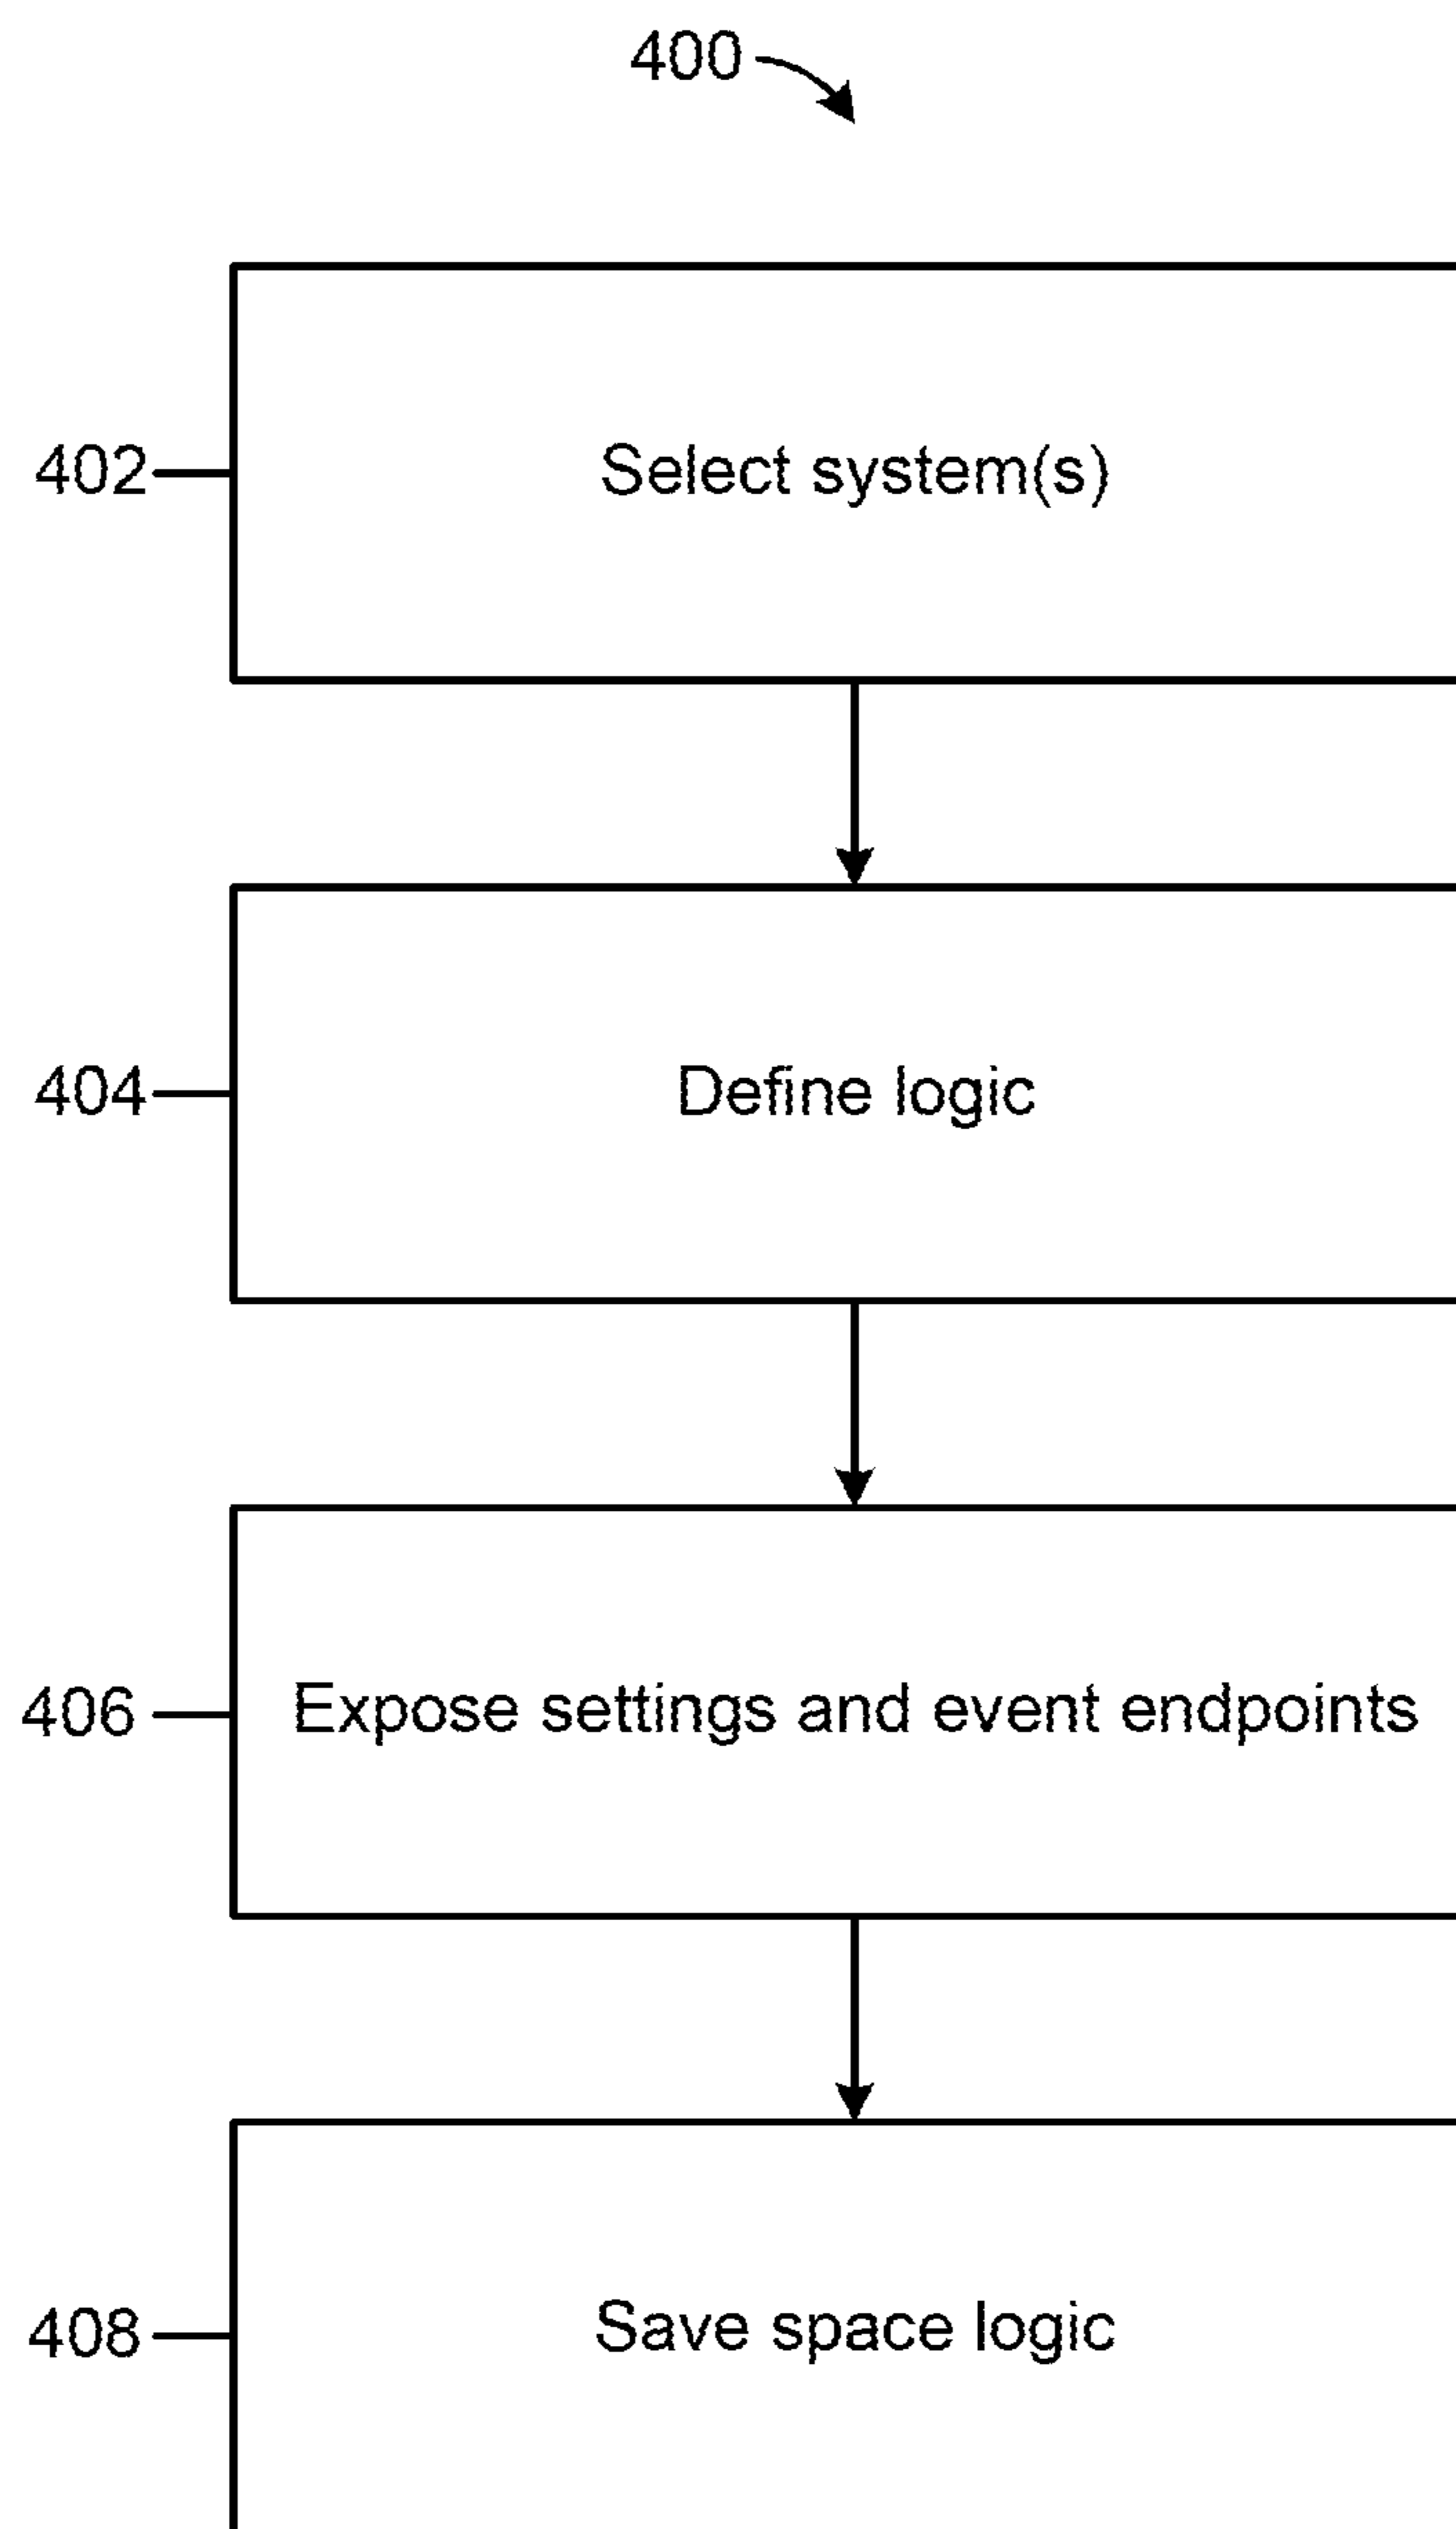 400
402
Select system(s)
404
Define logic
406
Expose settings and event endpoints
408
Save space logic